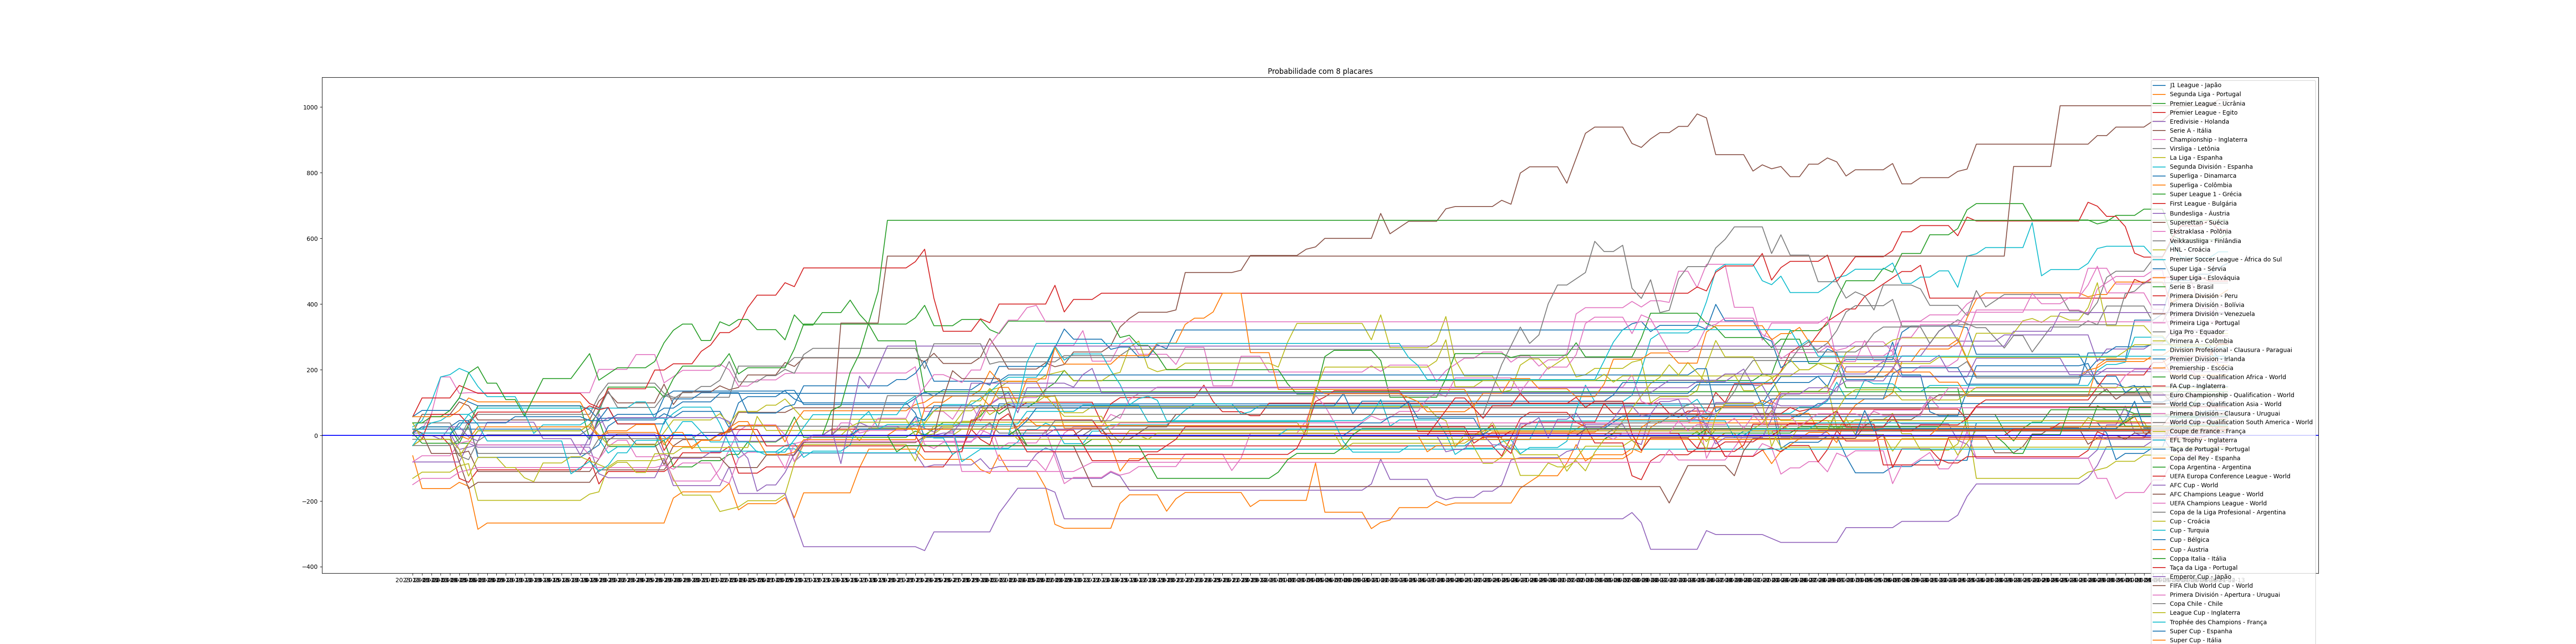 Probabilidade com 8 placares
1000
800
600
400
200
0
−200
−400
J1 League - Japão
Segunda Liga - Portugal
Premier League - Ucrânia
Premier League - Egito
Eredivisie - Holanda
Serie A - Itália
Championship - Inglaterra
Virsliga - Letônia
La Liga - Espanha
Segunda División - Espanha
Superliga - Dinamarca
Superliga - Colômbia
Super League 1 - Grécia
First League - Bulgária
Bundesliga - Áustria
Superettan - Suécia
Ekstraklasa - Polônia
Veikkausliiga - Finlândia
HNL - Croácia
Premier Soccer League - África do Sul
Super Liga - Sérvia
Super Liga - Eslováquia
Serie B - Brasil
Primera División - Peru
Primera División - Bolívia
Primera División - Venezuela
Primeira Liga - Portugal
Liga Pro - Equador
Primera A - Colômbia
Division Profesional - Clausura - Paraguai
Premier Division - Irlanda
Premiership - Escócia
World Cup - Qualification Africa - World
FA Cup - Inglaterra
Euro Championship - Qualification - World
World Cup - Qualification Asia - World
Primera División - Clausura - Uruguai
World Cup - Qualification South America - World
Coupe de France - França
EFL Trophy - Inglaterra
Taça de Portugal - Portugal
Copa del Rey - Espanha
Copa Argentina - Argentina
UEFA Europa Conference League - World
AFC Cup - World
AFC Champions League - World
UEFA Champions League - World
Copa de la Liga Profesional - Argentina
Cup - Croácia
Cup - Turquia
Cup - Bélgica
Cup - Áustria
Coppa Italia - Itália
Taça da Liga - Portugal
Emperor Cup - Japão
FIFA Club World Cup - World
Primera División - Apertura - Uruguai
Copa Chile - Chile
League Cup - Inglaterra
Trophée des Champions - França
Super Cup - Espanha
Super Cup - Itália